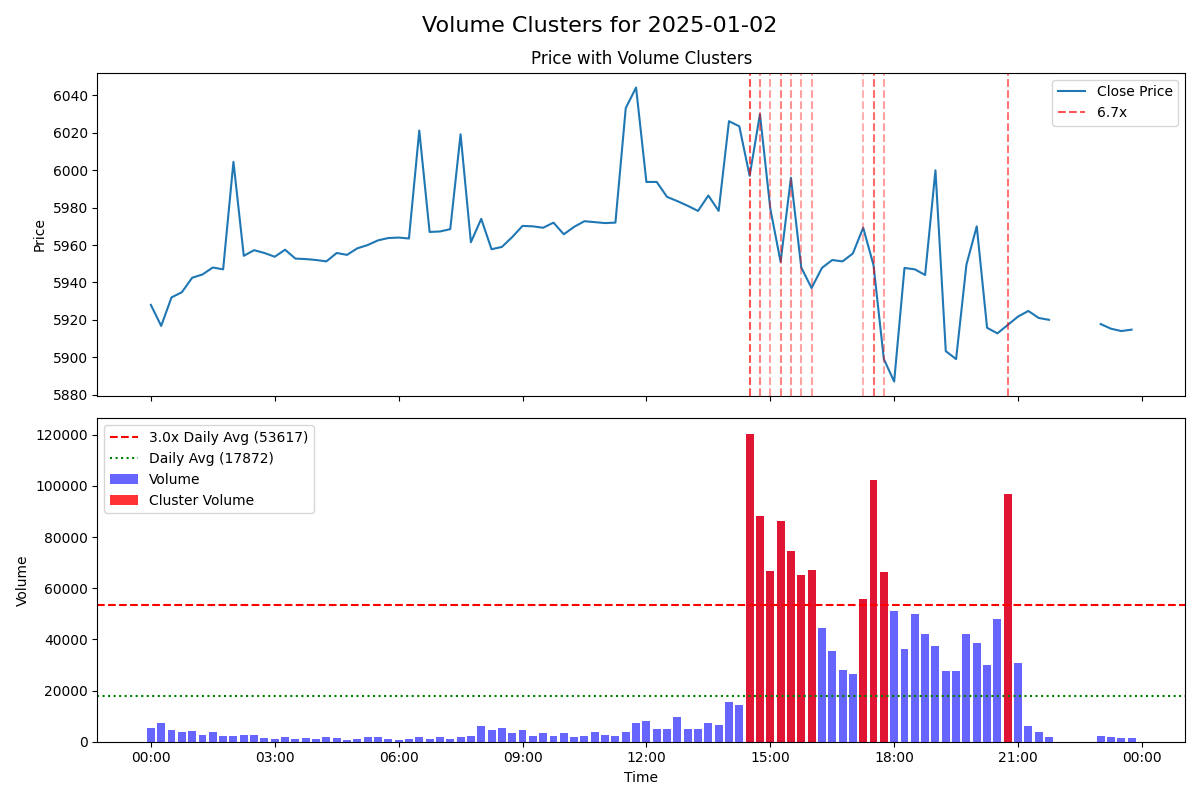 Volume Clusters for 2025-01-02
Price with Volume Clusters
Price
6040
6020
6000
5980
5960
5940
5920
5900
5880
Close Price
6.7x
Volume
120000
100000
80000
60000
40000
20000
0
3.0x Daily Avg (53617)
Daily Avg (17872)
Volume
Cluster Volume
00:00 03:00 06:00 09:00 12:00 15:00 18:00 21:00 00:00
Time